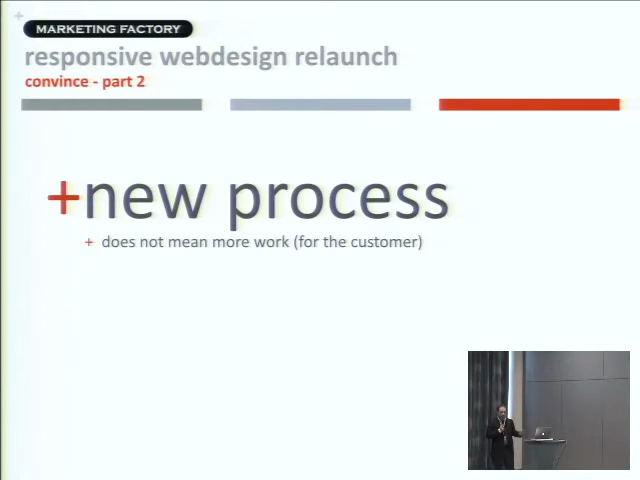 MARKETING FACTORY
responsive webdesign relaunch
convince - part 2
+new process
+ does not mean more work (for the customer)